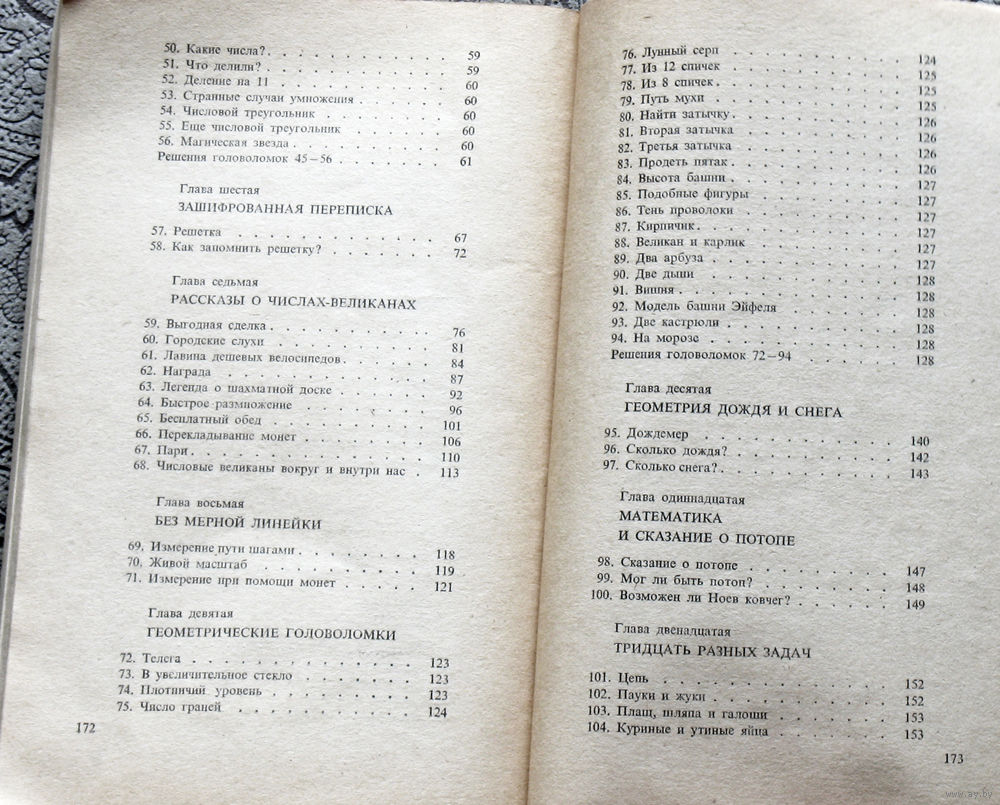 50. Какие числа? . . . . . . . . . . . 59
51. Что делили? . . . . . . . . . . . 59
52. Деление на 11 . . . . . . . . . . . 60
53. Странные случаи умножения . . . . . . 60
54. Числовой треугольник . . . . . . . . 60
55. Еще числовой треугольник . . . . . . 60
56. Магическая звезда . . . . . . . . . . 60
Решения головоломок 45—56 . . . . . . . 61
Глава шестая
ЗАШИФРОВАННАЯ ПЕРЕПИСКА
57. Решетка . . . . . . . . . . . . . 67
58. Как запомнить решетку? . . . . . . . . 72
Глава седьмая
РАССКАЗЫ О ЧИСЛАХ-ВЕЛИКАНАХ
59. Выгодная сделка . . . . . . . . . . . 76
60. Городские слухи . . . . . . . . . . . 81
61. Лавина дешевых велосипедов . . . . . . . 84
62. Награда . . . . . . . . . . . . . . 87
63. Легенда о шахматной доске . . . . . . . 92
64. Быстрое размножение . . . . . . . . . 96
65. Бесплатный обед . . . . . . . . . . . 101
66. Перекладывание монет . . . . . . . . . 106
67. Пари . . . . . . . . . . . . . . . 110
68. Числовые великаны вокруг и внутри нас . . 113
Глава восьмая
БЕЗ МЕРНОЙ ЛИНЕЙКИ
69. Измерение пути шагами . . . . . . . . . 118
70. Живой масштаб . . . . . . . . . . . . 119
71. Измерение при помощи монет . . . . . . . 121
Глава девятая
ГЕОМЕТРИЧЕСКИЕ ГОЛОВОЛОМКИ
72. Телега . . . . . . . . . . . . . . 123
73. В увеличительное стекло . . . . . . . . 123
74. Плотничий уровень . . . . . . . . . . 123
75. Число граней . . . . . . . . . . . . 124
172
76. Лунный серп . . . . . . . . . . . . 124
77. Из 12 спичек . . . . . . . . . . . . 125
78. Из 8 спичек . . . . . . . . . . . . 125
79. Путь мухи . . . . . . . . . . . . . 125
80. Найти затычку . . . . . . . . . . . . 126
81. Вторая затычка . . . . . . . . . . . 126
82. Третья затычка . . . . . . . . . . . 126
83. Продеть пятак . . . . . . . . . . . . 126
84. Высота башни . . . . . . . . . . . . 127
85. Подобные фигуры . . . . . . . . . . . 127
86. Тень проволоки . . . . . . . . . . . 127
87. Кирпичик . . . . . . . . . . . . . 127
88. Великан и карлик . . . . . . . . . . 127
89. Два арбуза . . . . . . . . . . . . . 127
90. Две дыни . . . . . . . . . . . . . 128
91. Вишня . . . . . . . . . . . . . . 128
92. Модель башни Эйфеля . . . . . . . . . 128
93. Две кастрюли . . . . . . . . . . . . 128
94. На морозе . . . . . . . . . . . . . 128
Решения головоломок 72—94 . . . . . . . 128
Глава десятая
ГЕОМЕТРИЯ ДОЖДЯ И СНЕГА
95. Дождемер . . . . . . . . . . . . . 140
96. Сколько дождя? . . . . . . . . . . . 142
97. Сколько снега? . . . . . . . . . . . 143
Глава одиннадцатая
МАТЕМАТИКА
И СКАЗАНИЕ О ПОТОПЕ
98. Сказание о потопе . . . . . . . . . . 147
99. Мог ли быть потоп? . . . . . . . . . 148
100. Возможен ли Ноев ковчег? . . . . . . . 149
Глава двенадцатая
ТРИДЦАТЬ РАЗНЫХ ЗАДАЧ
101. Цепь . . . . . . . . . . . . . . 152
102. Пауки и жуки . . . . . . . . . . . 152
103. Плащ, шляпа и галоши . . . . . . . . 153
104. Куриные и утиные яйца . . . . . . . . 153
173
www.ay.by